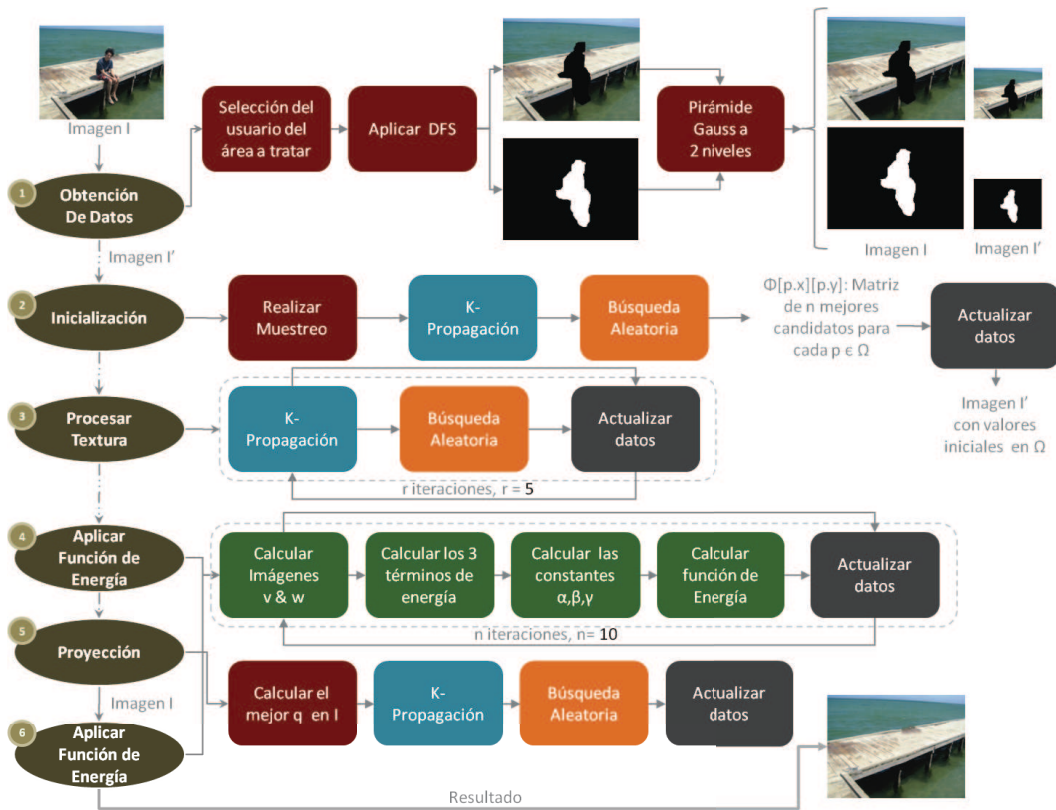 Imagen I
Selección del
usuario del
área a tratar
Aplicar DFS
Pirámide
Gauss a
2 niveles
Imagen I
Imagen I’
1
Obtención
De Datos
Imagen I’
2
Inicialización
Realizar
Muestreo
K-
Propagación
Búsqueda
Aleatoria
Φ[p.x][p.y]: Matriz
de n mejores
candidatos para
cada p ϵ Ω
Actualizar
datos
Imagen I’
con valores
iniciales en Ω
3
Procesar
Textura
K-
Propagación
Búsqueda
Aleatoria
Actualizar
datos
r iteraciones, r = 5
4
Aplicar
Función de
Energía
Calcular
Imágenes
v & w
Calcular los 3
términos de
energía
Calcular las
constantes
α,β,γ
Calcular
función de
Energía
Actualizar
datos
n iteraciones, n= 10
5
Proyección
Imagen I
Calcular el
mejor q en I
K-
Propagación
Búsqueda
Aleatoria
Actualizar
datos
6
Aplicar
Función de
Energía
Resultado